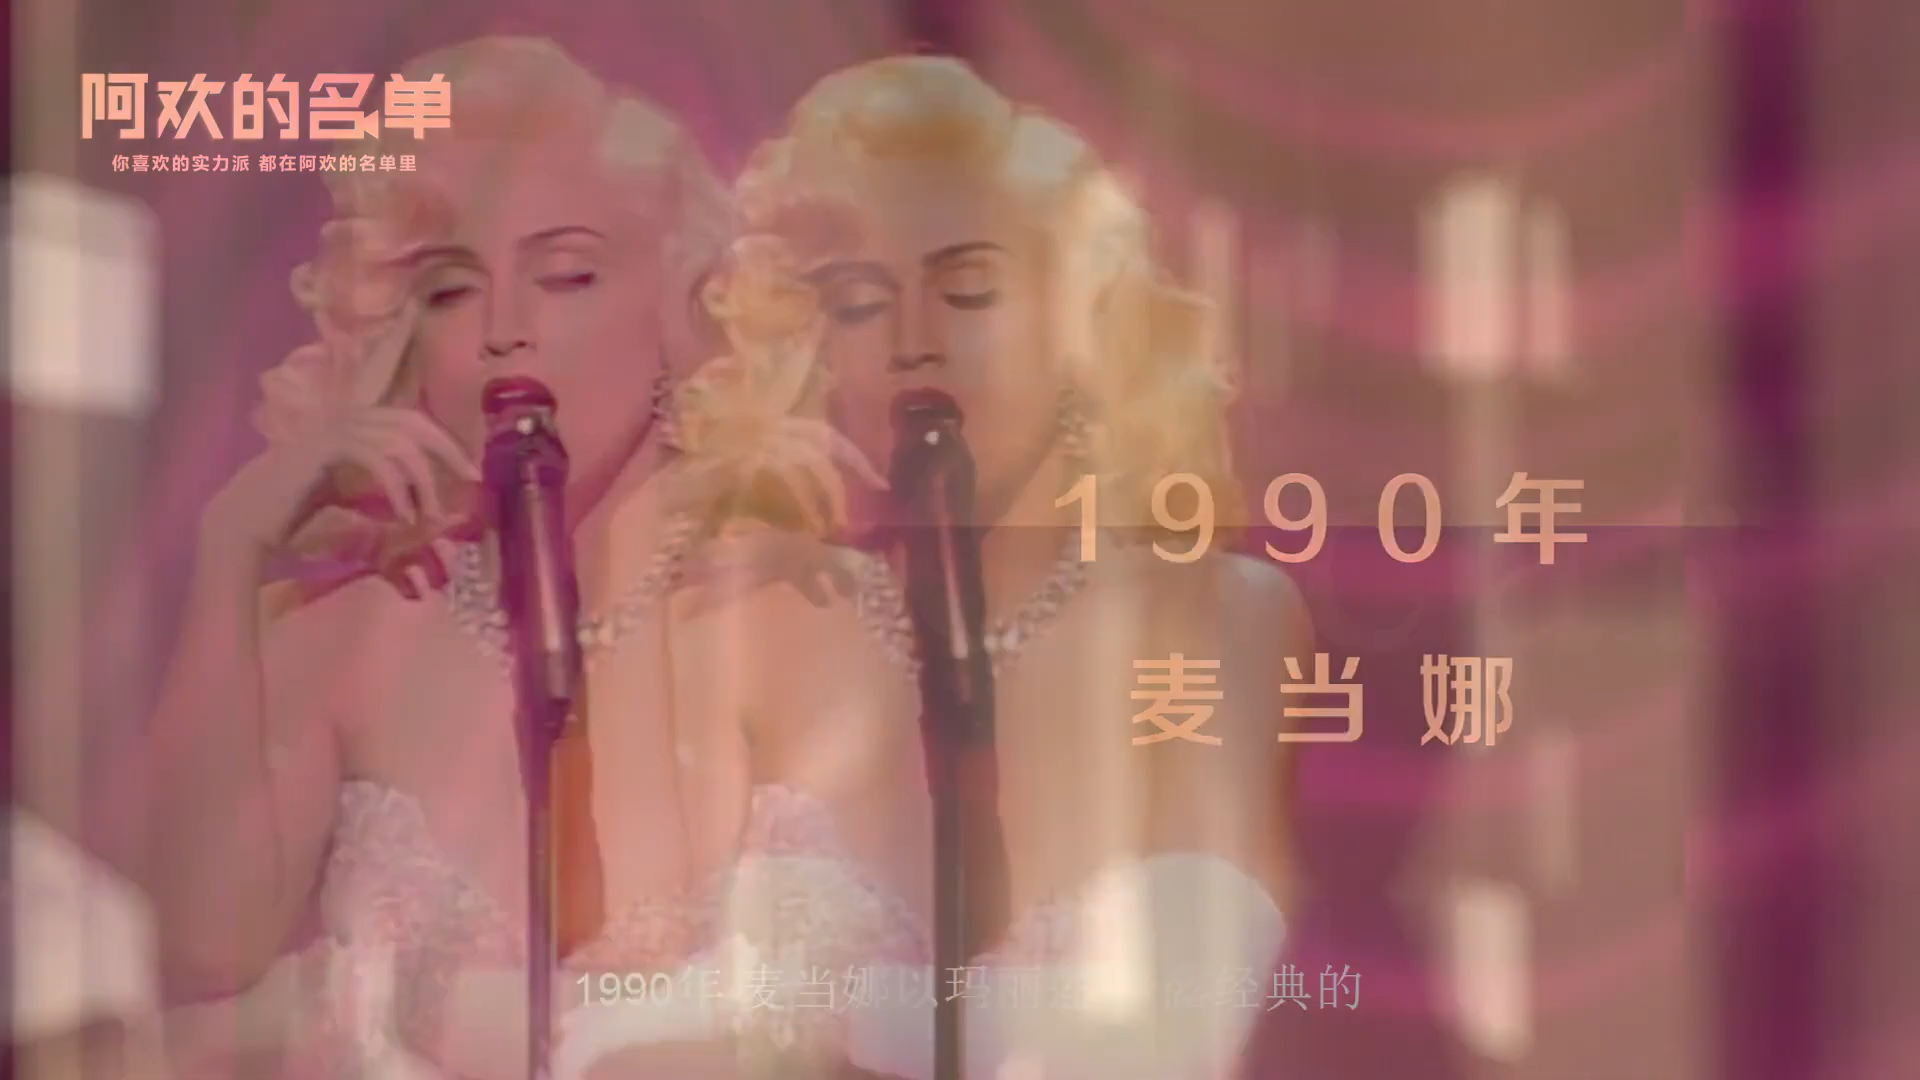 阿欢的名单
你喜欢的实力派 都在阿欢的名单里
1990年
麦当娜
1990年 麦当娜以玛丽 经典的